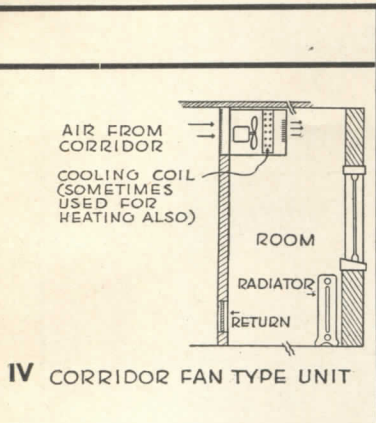 AIR FROM
CORRIDOR
COOLING COIL
(SOMETIMES
USED FOR
HEATING ALSO)
ROOM
RADIATOR
RETURN
IV CORRIDOR FAN TYPE UNIT